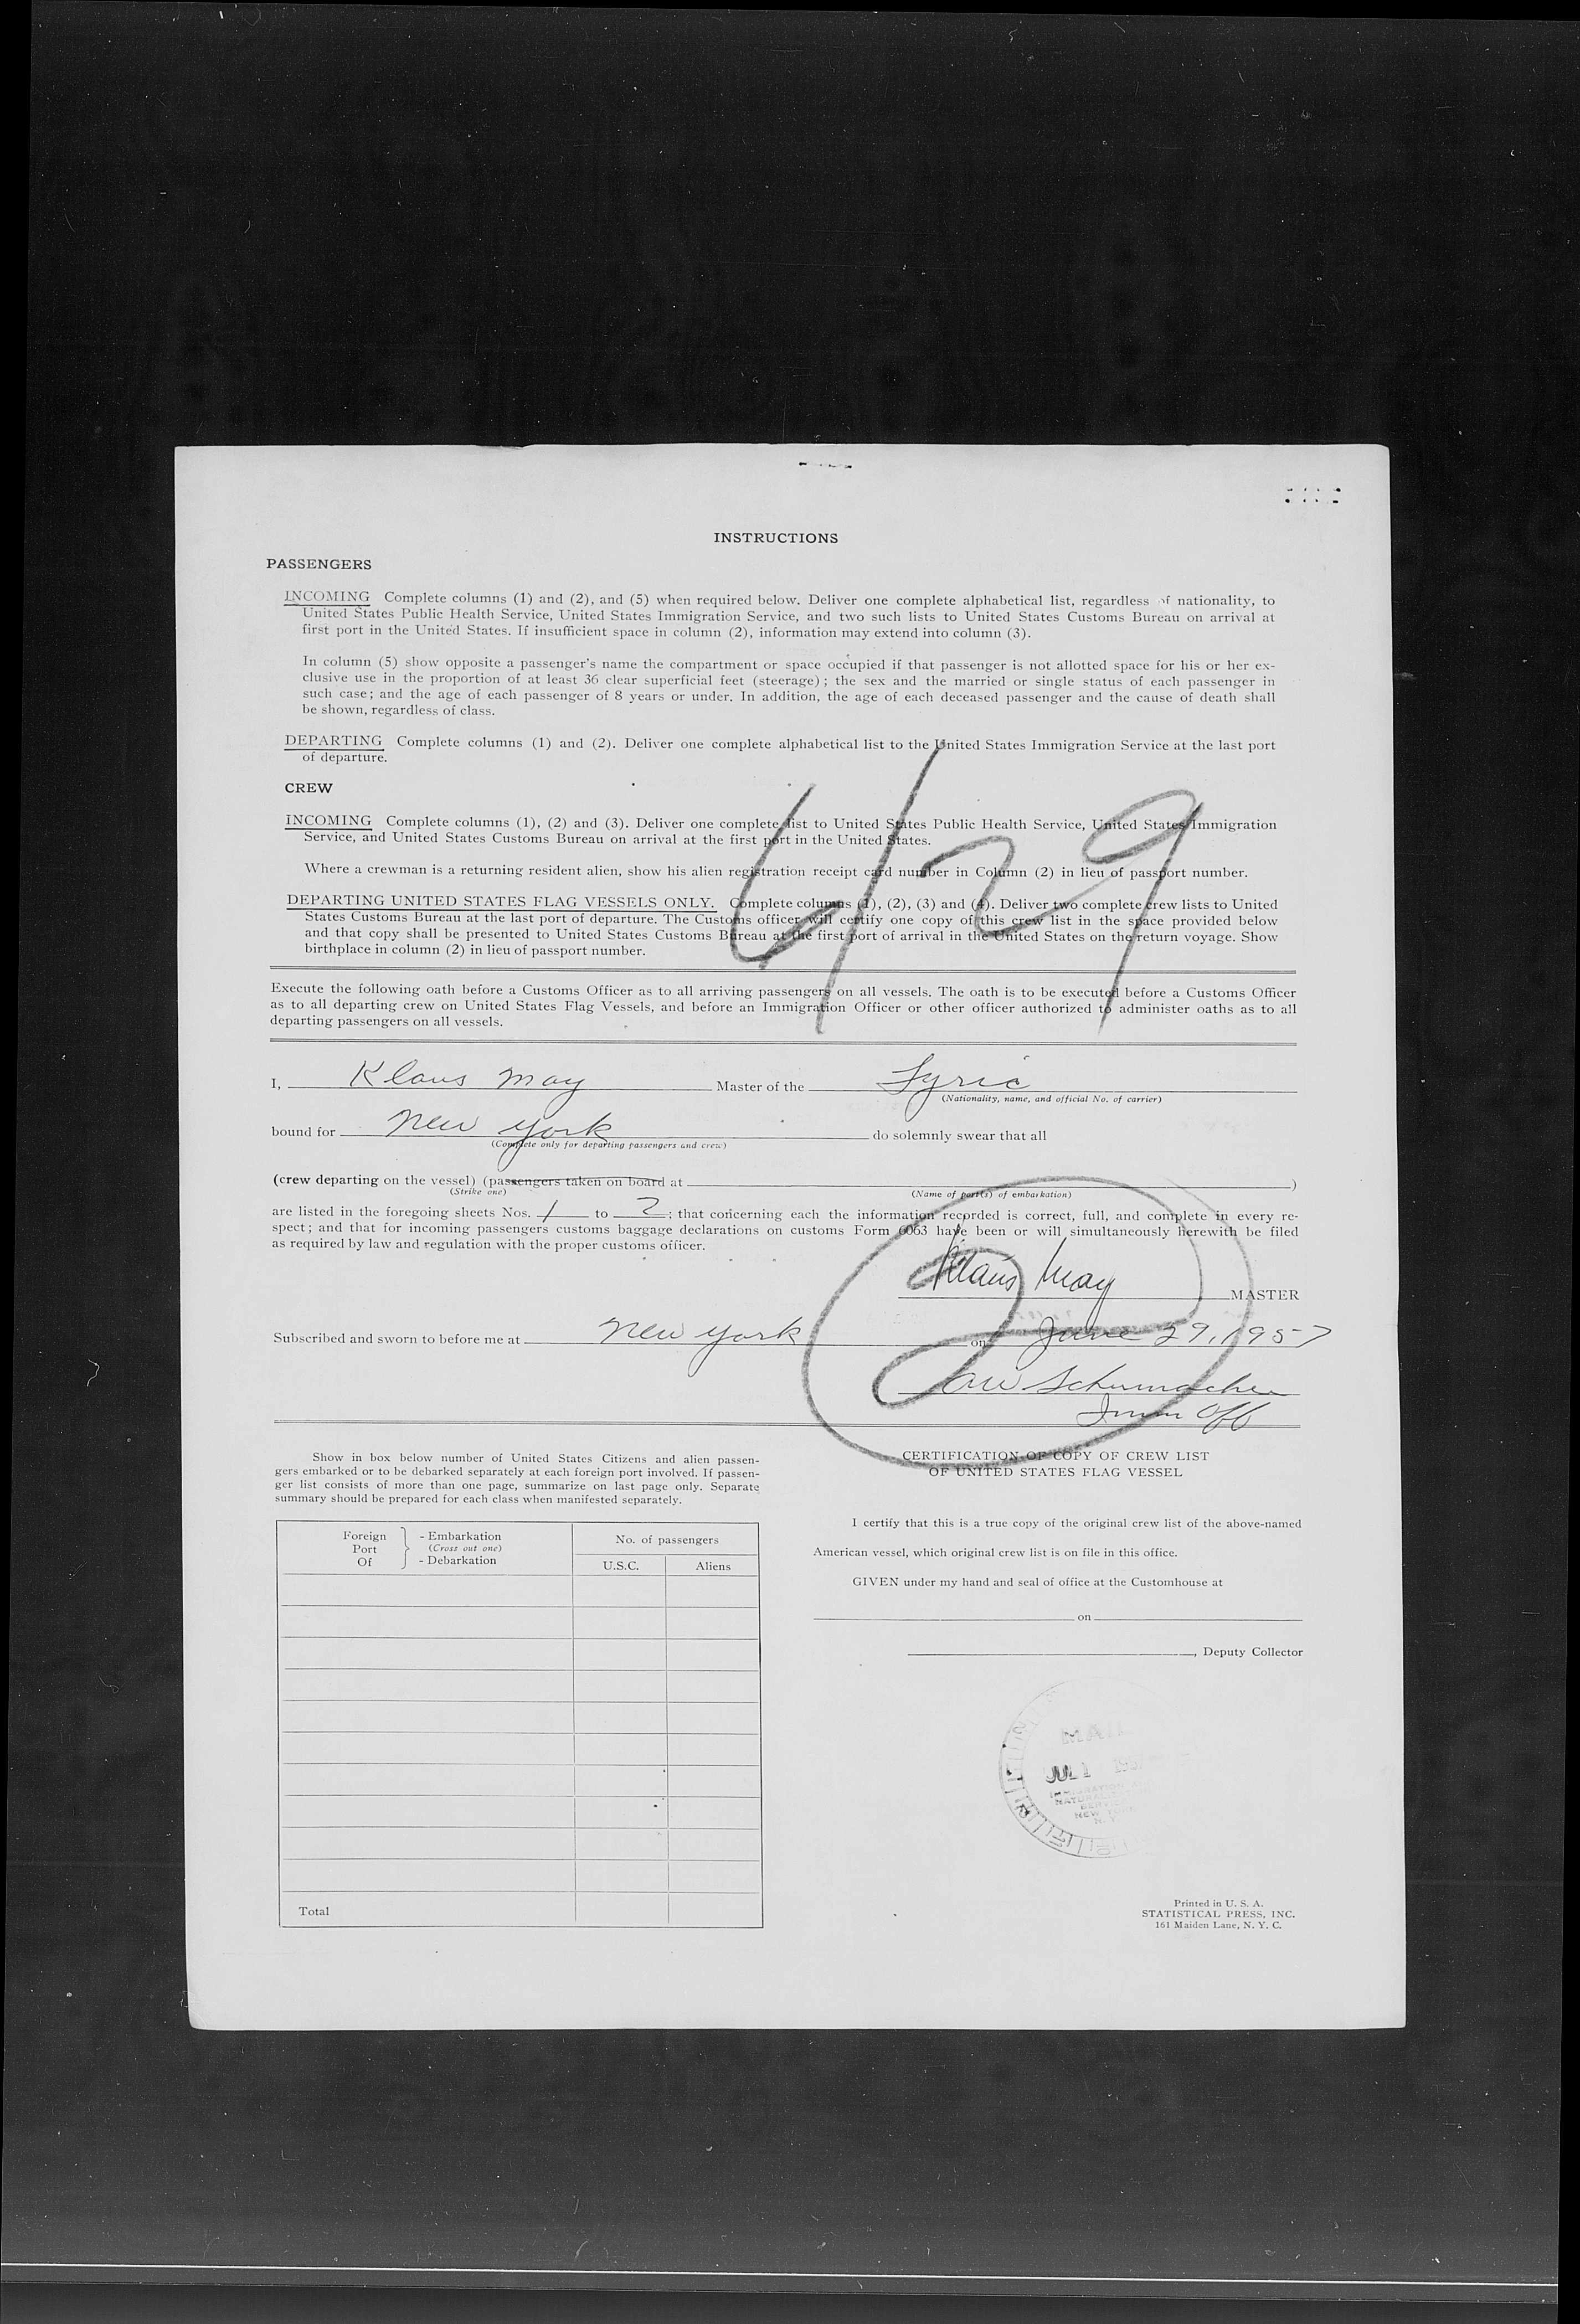 INSTRUCTIONS
PASSENGERS
INCOMING Complete columns (1) and (2), and (5) when required below. Deliver one complete alphabetical list, regardless of nationality, to
United States Public Health Service, United States Immigration Service, and two such lists to United States Customs Bureau on arrival at
first port in the United States. If insufficient space in column (2), information may extend into column (3).
In column (5) show opposite a passenger's name the compartment or space occupied if that passenger is not allotted space for his or her ex-
clusive use in the proportion of at least 36 clear superficial feet (steerage); the sex and the married or single status of each passenger in
such case; and the age of each passenger of 8 years or under. In addition, the age of each deceased passenger and the cause of death shall
be shown, regardless of class.
DEPARTING Complete columns (1) and (2). Deliver one complete alphabetical list to the United States Immigration Service at the last port
of departure.
CREW
INCOMING Complete columns (1), (2) and (3). Deliver one complete list to United States Public Health Service, United States Immigration
Service, and United States Customs Bureau on arrival at the first port in the United States.
Where a crewman is a returning resident alien, show his alien registration receipt card number in Column (2) in lieu of passport number.
DEPARTING UNITED STATES FLAG VESSELS ONLY. Complete columns (1), (2), (3) and (4). Deliver two complete crew lists to United
States Customs Bureau at the last port of departure. The Customs officer will certify one copy of this crew list in the space provided below
and that copy shall be presented to United States Customs Bureau at the first port of arrival in the United States on the return voyage. Show
birthplace in column (2) in lieu of passport number.
6/29
Execute the following oath before a Customs Officer as to all arriving passengers on all vessels. The oath is to be executed before a Customs Officer
as to all departing crew on United States Flag Vessels, and before an Immigration Officer or other officer authorized to administer oaths as to all
departing passengers on all vessels.
I, Klaus May Master of the Syria
(Nationality, name, and official No. of carrier)
bound for New York do solemnly swear that all
(Complete only for departing passengers and crew)
(crew departing on the vessel) (passengers taken on board at )
(Strike one) (Name of port(s) of embarkation)
are listed in the foregoing sheets Nos. 1 to 2; that concerning each the information recorded is correct, full, and complete in every re-
spect; and that for incoming passengers customs baggage declarations on customs Form 6063 have been or will simultaneously herewith be filed
as required by law and regulation with the proper customs officer.
Klaus May MASTER
Subscribed and sworn to before me at New York on June 29, 1957
Schumacher
Imm Off
2
Show in box below number of United States Citizens and alien passen-
gers embarked or to be debarked separately at each foreign port involved. If passen-
ger list consists of more than one page, summarize on last page only. Separate
summary should be prepared for each class when manifested separately.
Foreign Port Of - Embarkation (Cross out one) - Debarkation
No. of passengers
U.S.C. Aliens
Total
CERTIFICATION OF COPY OF CREW LIST
OF UNITED STATES FLAG VESSEL
I certify that this is a true copy of the original crew list of the above-named
American vessel, which original crew list is on file in this office.
GIVEN under my hand and seal of office at the Customhouse at
on
, Deputy Collector
MAIL
JUL 1 1957
IMMIGRATION
NEW YORK
N. Y.
Printed in U. S. A.
STATISTICAL PRESS, INC.
161 Maiden Lane, N. Y. C.